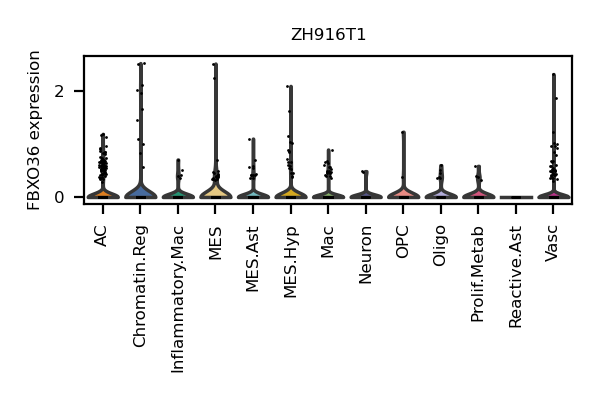 ZH916T1
FBXO36 expression
2
0
AC
Chromatin.Reg
Inflammatory.Mac
MES
MES.Ast
MES.Hyp
Mac
Neuron
OPC
Oligo
Prolif.Metab
Reactive.Ast
Vasc